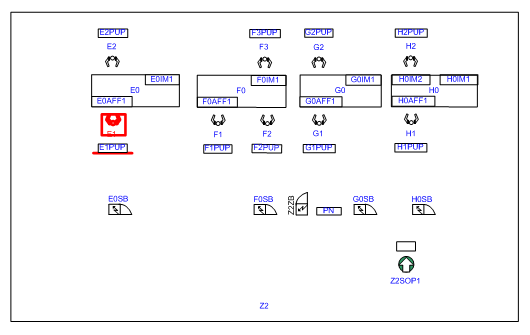 E2PUP F3PUP G2PUP H2PUP
E2 F3 G2 H2
E0IM1 F0IM1 G0IM1 H0IM2 H0IM1
E0 F0 G0 H0
E0AFF1 F0AFF1 G0AFF1 H0AFF1
E1 F1 F2 G1 H1
E1PUP F1PUP F2PUP G1PUP H1PUP
E0SB F0SB Z2ZB G0SB H0SB
PN
Z2SOP1
Z2